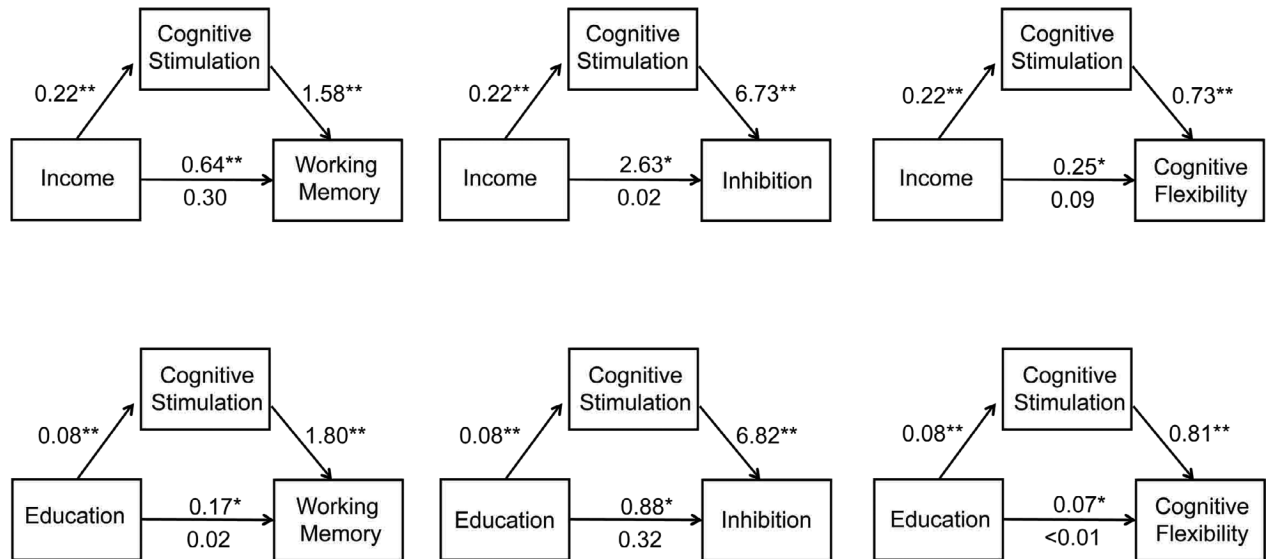 Cognitive
Stimulation
0.22**
1.58**
Income
0.64**
0.30
Working
Memory
Cognitive
Stimulation
0.22**
6.73**
Income
2.63*
0.02
Inhibition
Cognitive
Stimulation
0.22**
0.73**
Income
0.25*
0.09
Cognitive
Flexibility
Cognitive
Stimulation
0.08**
1.80**
Education
0.17*
0.02
Working
Memory
Cognitive
Stimulation
0.08**
6.82**
Education
0.88*
0.32
Inhibition
Cognitive
Stimulation
0.08**
0.81**
Education
0.07*
<0.01
Cognitive
Flexibility